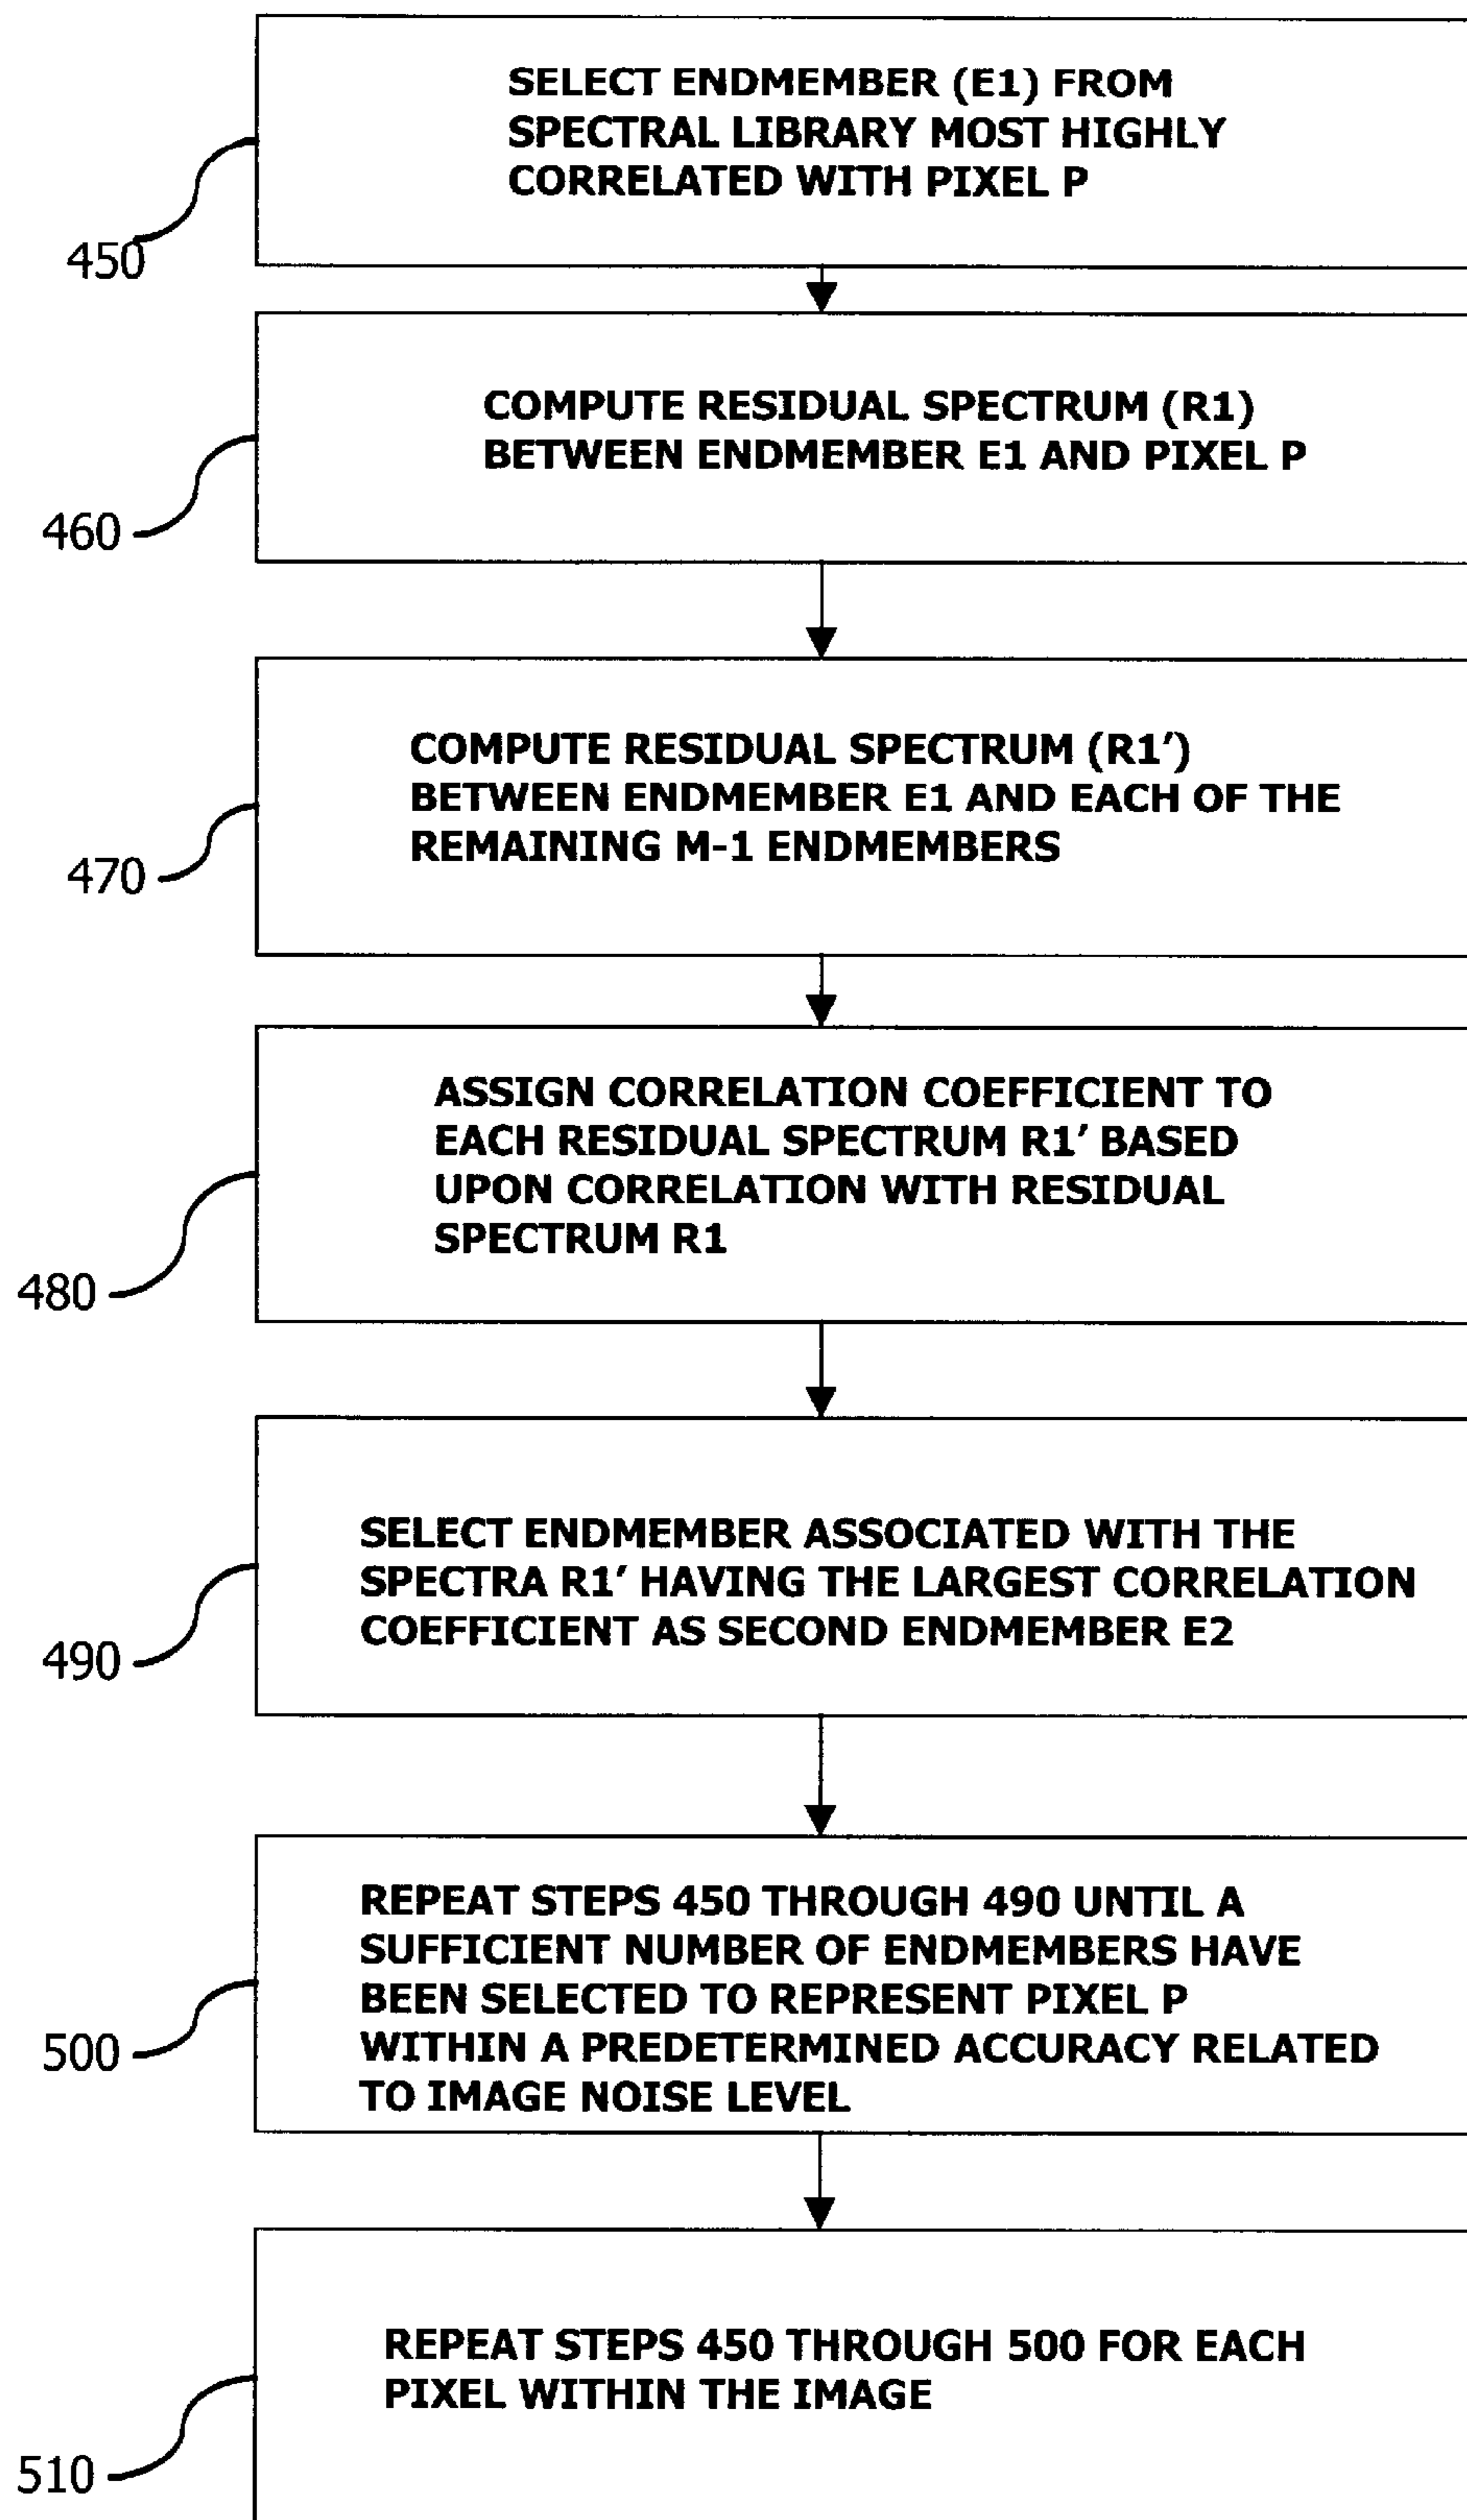 SELECT ENDMEMBER (E1) FROM
SPECTRAL LIBRARY MOST HIGHLY
CORRELATED WITH PIXEL P
450
COMPUTE RESIDUAL SPECTRUM (R1)
BETWEEN ENDMEMBER E1 AND PIXEL P
460
COMPUTE RESIDUAL SPECTRUM (R1')
BETWEEN ENDMEMBER E1 AND EACH OF THE
REMAINING M-1 ENDMEMBERS
470
ASSIGN CORRELATION COEFFICIENT TO
EACH RESIDUAL SPECTRUM R1' BASED
UPON CORRELATION WITH RESIDUAL
SPECTRUM R1
480
SELECT ENDMEMBER ASSOCIATED WITH THE
SPECTRA R1' HAVING THE LARGEST CORRELATION
COEFFICIENT AS SECOND ENDMEMBER E2
490
REPEAT STEPS 450 THROUGH 490 UNTIL A
SUFFICIENT NUMBER OF ENDMEMBERS HAVE
BEEN SELECTED TO REPRESENT PIXEL P
WITHIN A PREDETERMINED ACCURACY RELATED
TO IMAGE NOISE LEVEL
500
REPEAT STEPS 450 THROUGH 500 FOR EACH
PIXEL WITHIN THE IMAGE
510